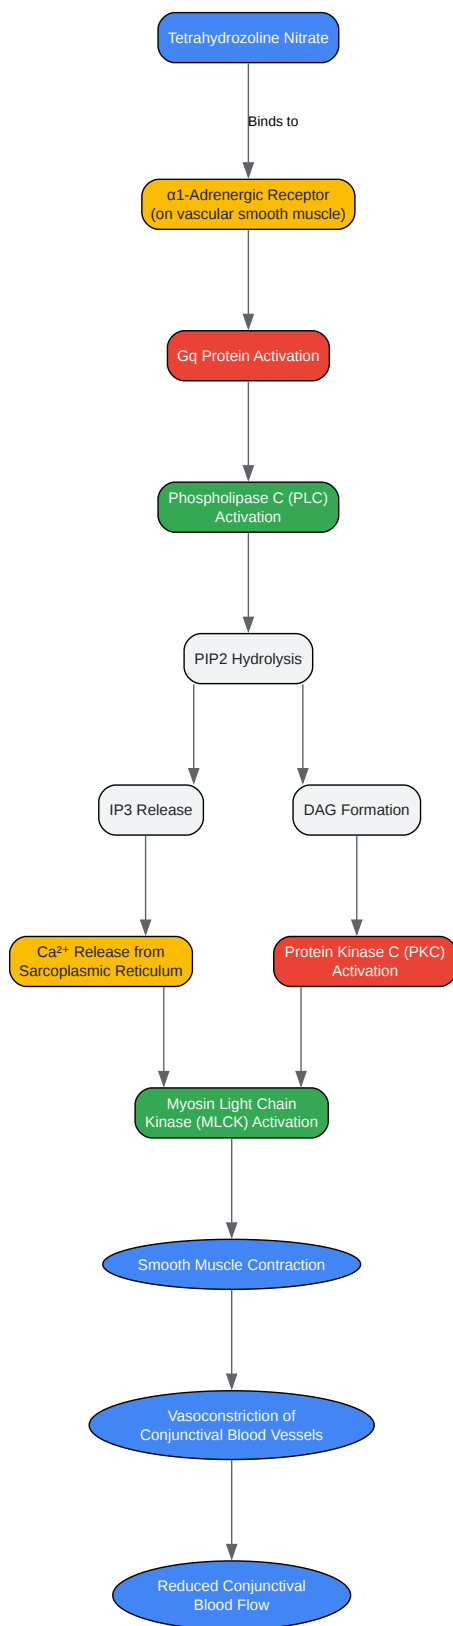 Tetrahydrozoline Nitrate
Binds to
α1-Adrenergic Receptor
(on vascular smooth muscle)
Gq Protein Activation
Phospholipase C (PLC)
Activation
PIP2 Hydrolysis
IP3 Release
DAG Formation
Ca²⁺ Release from
Sarcoplasmic Reticulum
Protein Kinase C (PKC)
Activation
Myosin Light Chain
Kinase (MLCK) Activation
Smooth Muscle Contraction
Vasoconstriction of
Conjunctival Blood Vessels
Reduced Conjunctival
Blood Flow